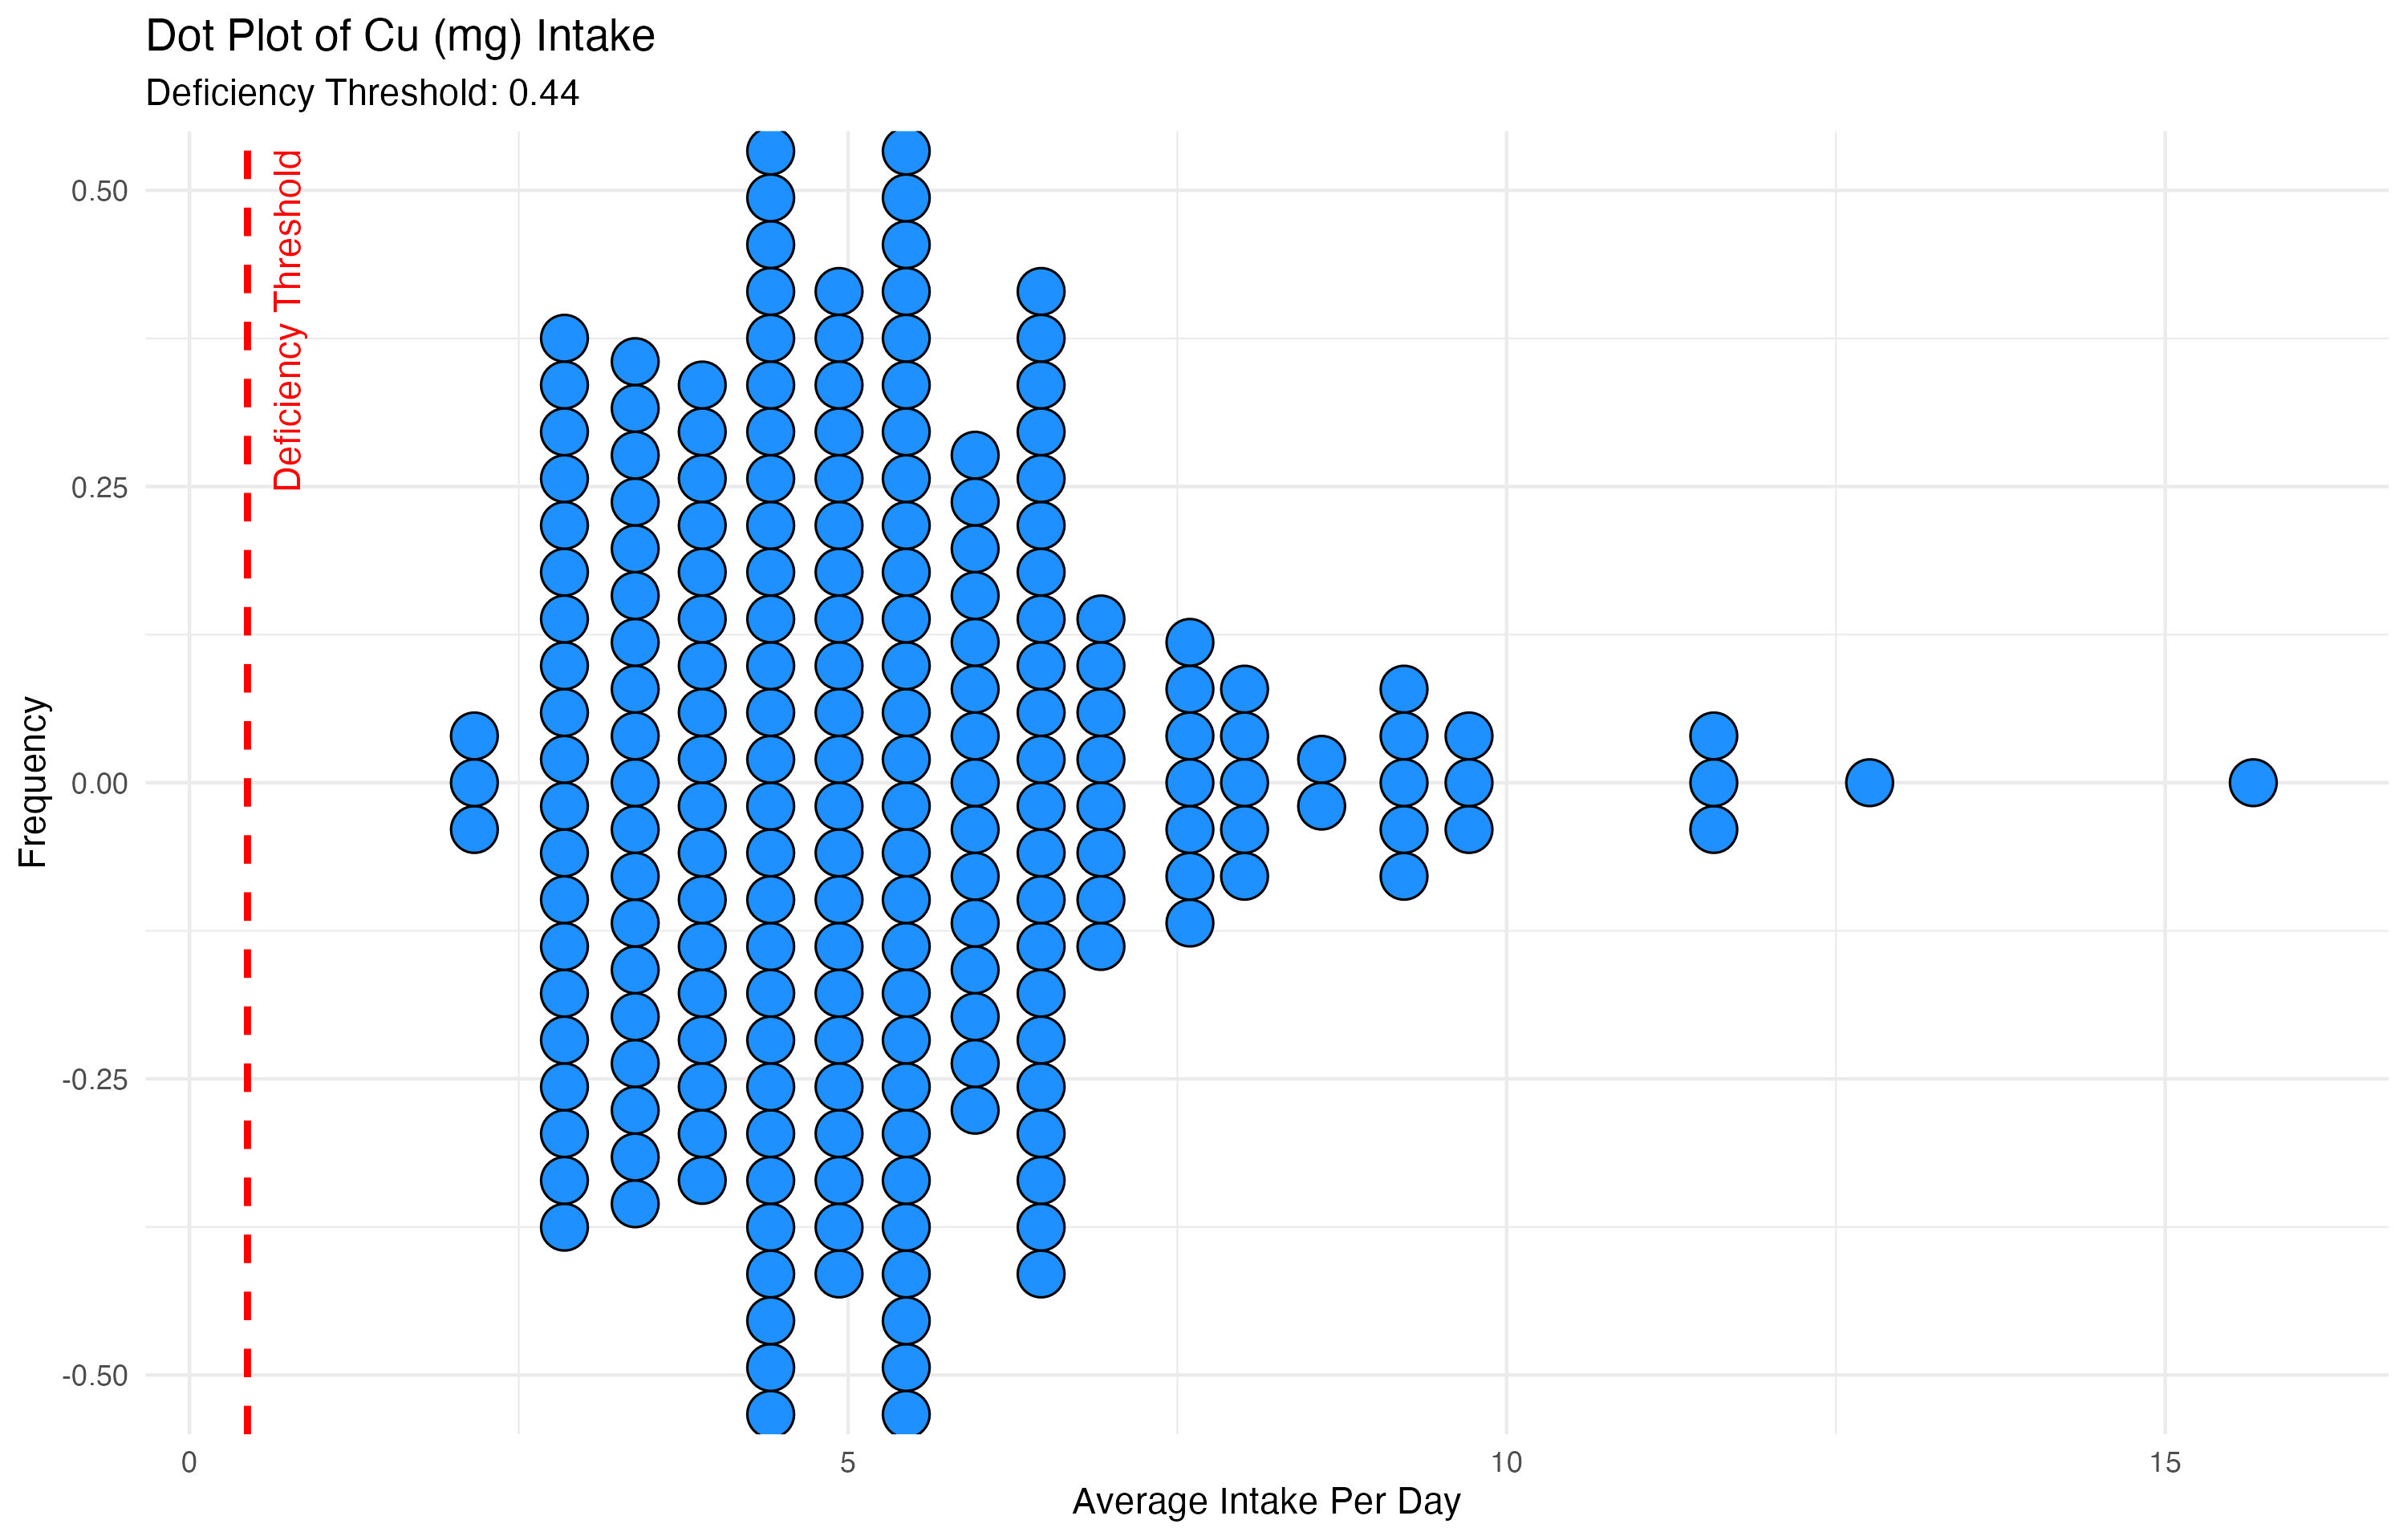 Dot Plot of Cu (mg) Intake
Deficiency Threshold: 0.44
Deficiency Threshold
0.50
0.25
0.00
-0.25
-0.50
Frequency
0
5
10
15
Average Intake Per Day